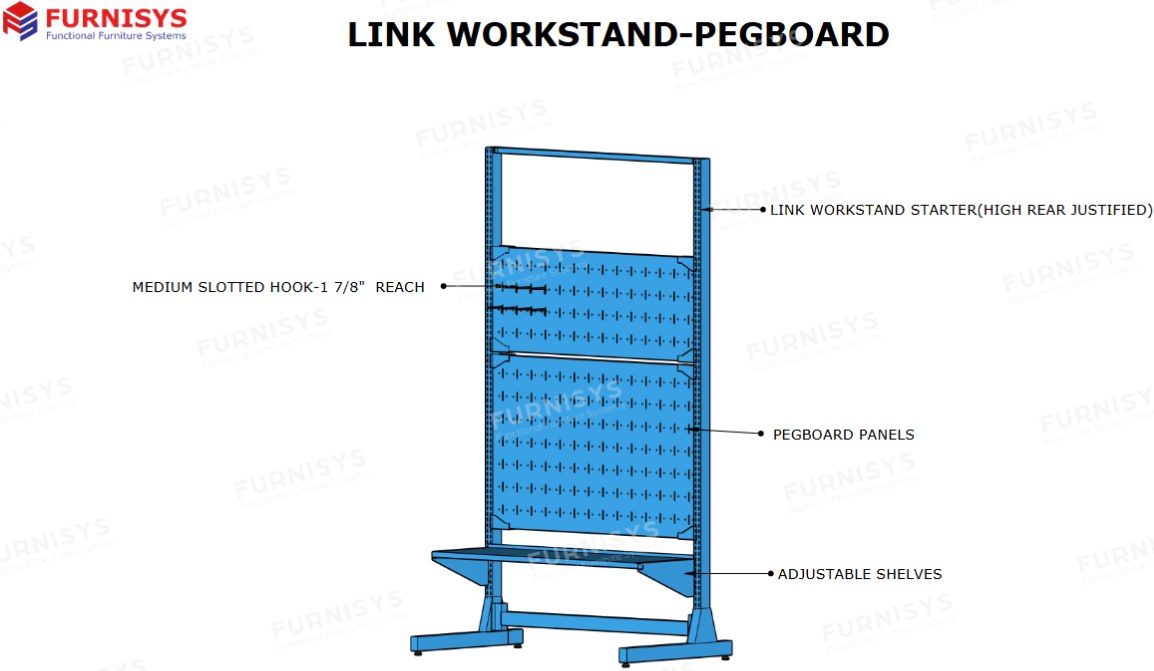 FURNISYS
Functional Furniture Systems
LINK WORKSTAND-PEGBOARD
LINK WORKSTAND STARTER(HIGH REAR JUSTIFIED)
MEDIUM SLOTTED HOOK-1 7/8" REACH
PEGBOARD PANELS
ADJUSTABLE SHELVES